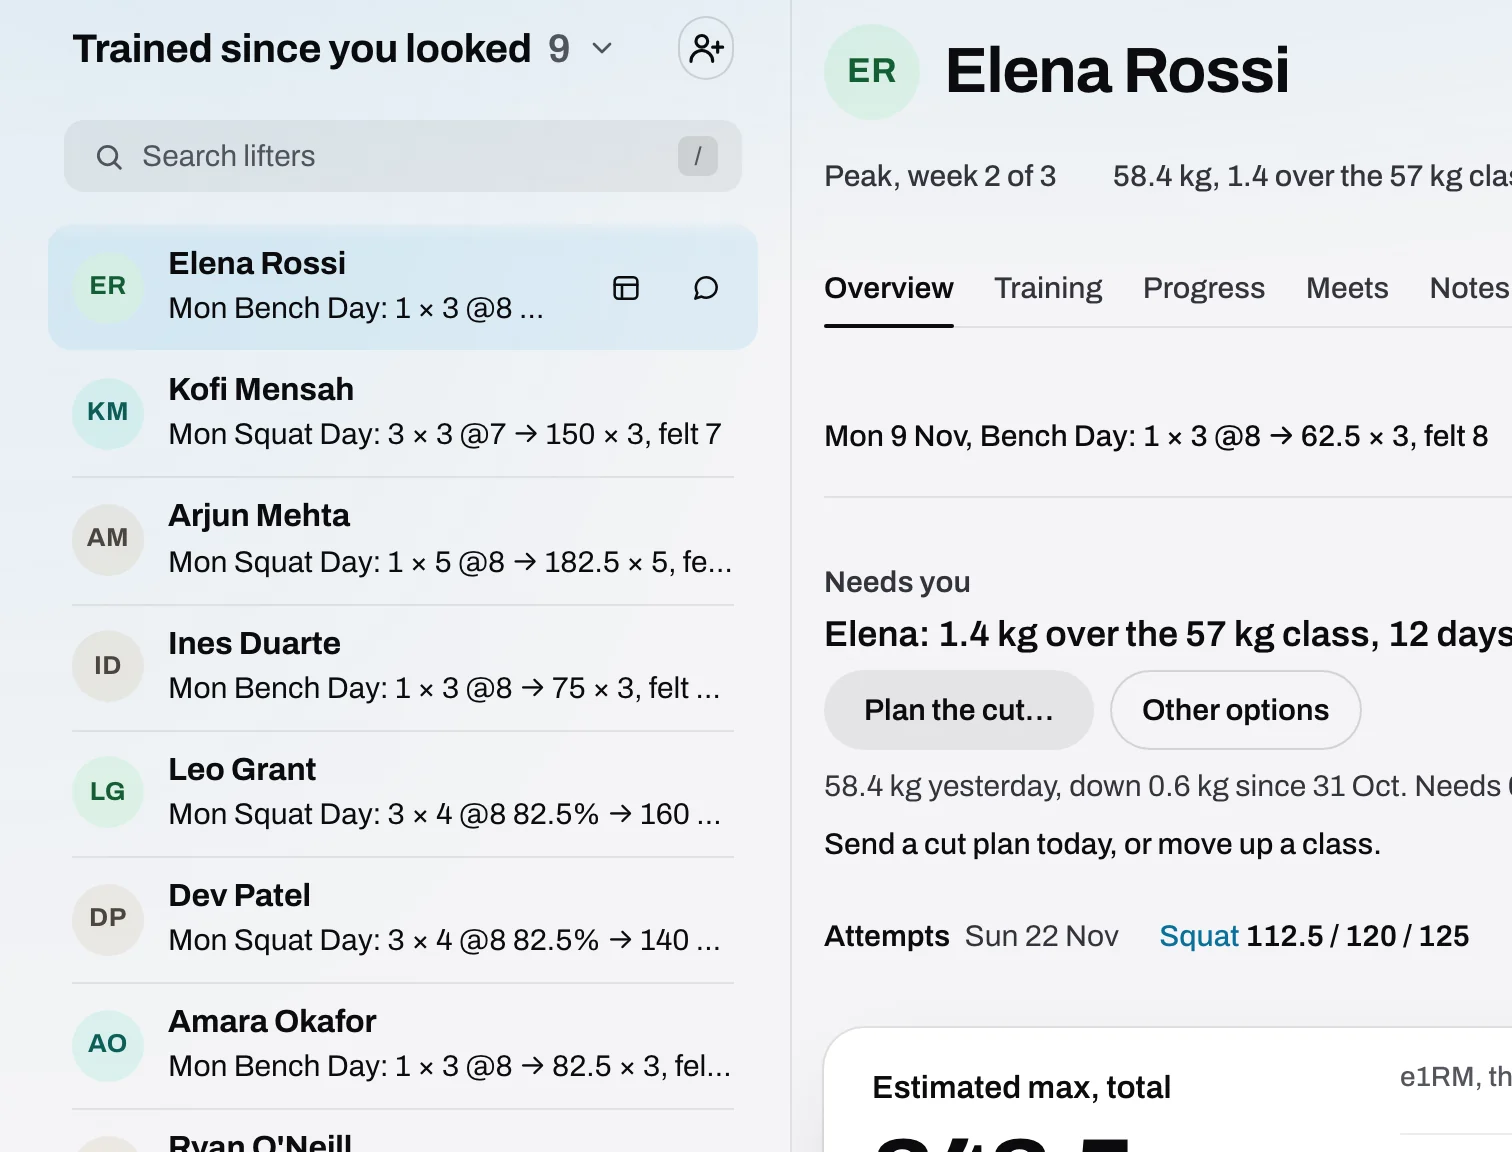 Trained since you looked 9
Search lifters /
ER Elena Rossi
Mon Bench Day: 1 × 3 @8 ...
KM Kofi Mensah
Mon Squat Day: 3 × 3 @7 → 150 × 3, felt 7
AM Arjun Mehta
Mon Squat Day: 1 × 5 @8 → 182.5 × 5, fe...
ID Ines Duarte
Mon Bench Day: 1 × 3 @8 → 75 × 3, felt ...
LG Leo Grant
Mon Squat Day: 3 × 4 @8 82.5% → 160 ...
DP Dev Patel
Mon Squat Day: 3 × 4 @8 82.5% → 140 ...
AO Amara Okafor
Mon Bench Day: 1 × 3 @8 → 82.5 × 3, fel...
Ryan O'Neill
ER Elena Rossi
Peak, week 2 of 3 58.4 kg, 1.4 over the 57 kg clas
Overview Training Progress Meets Notes
Mon 9 Nov, Bench Day: 1 × 3 @8 → 62.5 × 3, felt 8
Needs you
Elena: 1.4 kg over the 57 kg class, 12 days
Plan the cut... Other options
58.4 kg yesterday, down 0.6 kg since 31 Oct. Needs
Send a cut plan today, or move up a class.
Attempts Sun 22 Nov Squat 112.5 / 120 / 125
Estimated max, total
e1RM, th